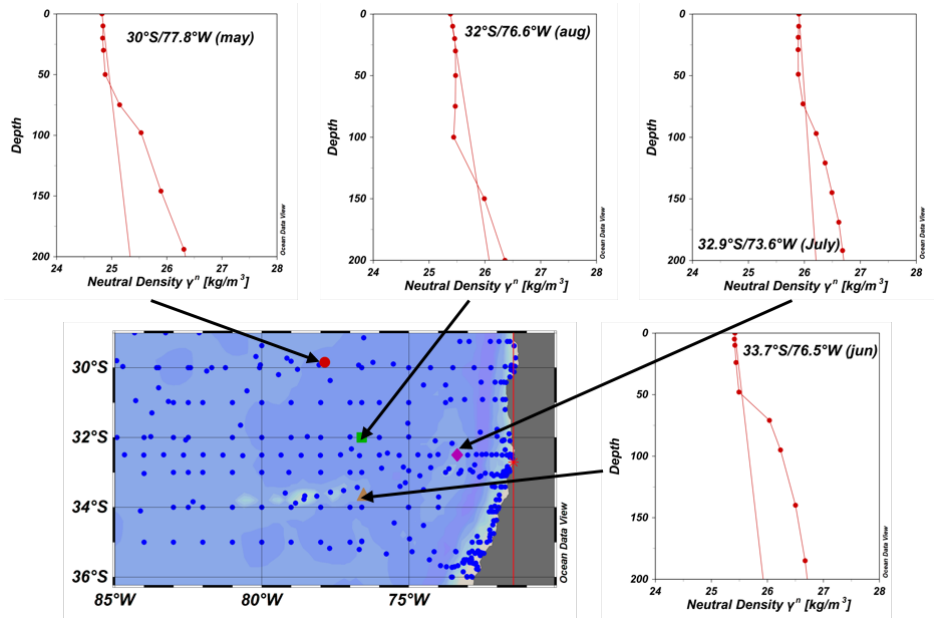 0
50
100
150
200
Depth
30°S/77.8°W (may)
Ocean Data View
24 25 26 27 28
Neutral Density γⁿ [kg/m³]
0
50
100
150
200
Depth
32°S/76.6°W (aug)
Ocean Data View
24 25 26 27 28
Neutral Density γⁿ [kg/m³]
0
50
100
150
200
Depth
32.9°S/73.6°W (July)
Ocean Data View
24 25 26 27 28
Neutral Density γⁿ [kg/m³]
30°S
32°S
34°S
36°S
85°W 80°W 75°W
Ocean Data View
0
50
100
150
200
Depth
33.7°S/76.5°W (jun)
Ocean Data View
24 25 26 27 28
Neutral Density γⁿ [kg/m³]